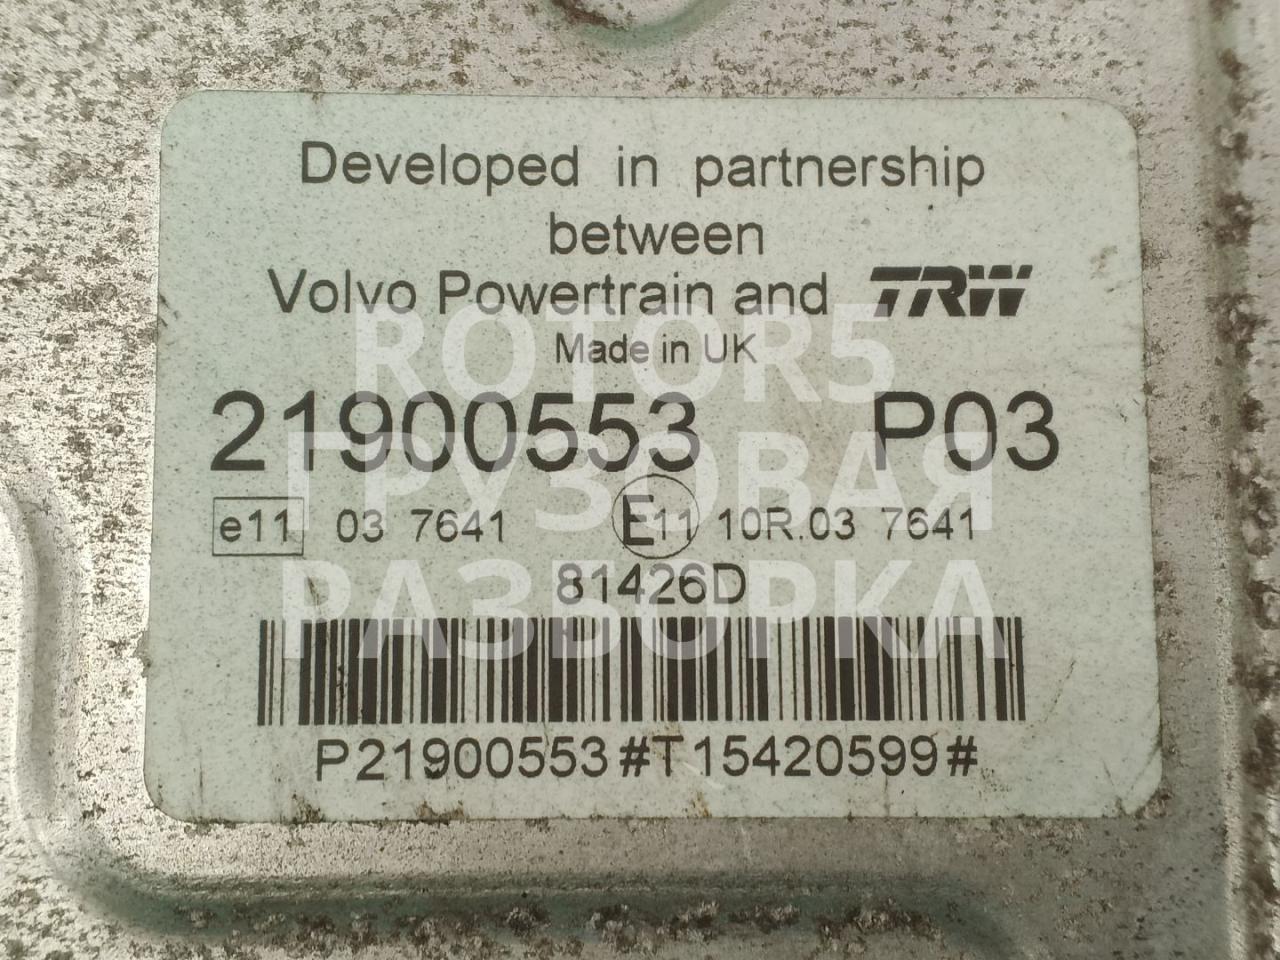 Developed in partnership
between
Volvo Powertrain and TRW
Made in UK
21900553 P03
e11 03 7641 E11 10R.03 7641
81426D
P21900553#T15420599#
ROTOR5
ГРУЗОВАЯ
РАЗБОРКА